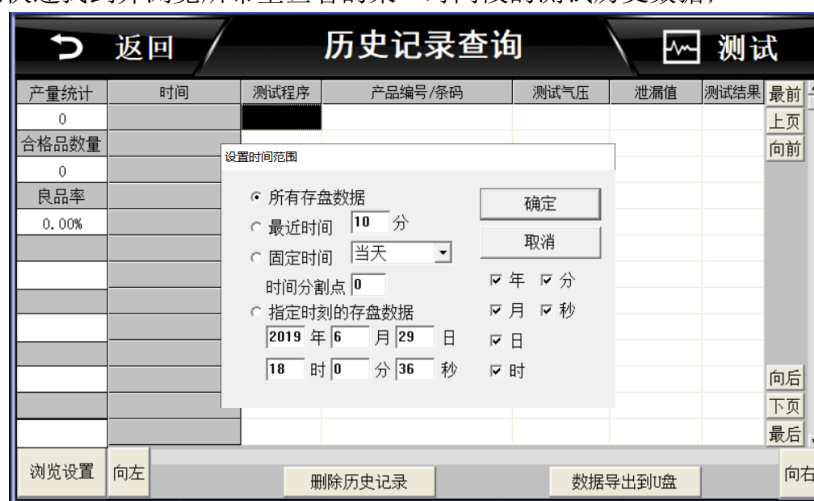 快速找到并浏览所希望查看的某一时间段的测试历史数据,
返回 历史记录查询 测试
产量统计 时间 测试程序 产品编号/条码 测试气压 泄漏值 测试结果 最前
0 上页
合格品数量 向前
0
良品率
0.00%
设置时间范围
所有存盘数据 确定
最近时间 10 分
固定时间 当天 取消
时间分割点 0 年 分
指定时刻的存盘数据 月 秒
2019 年 6 月 29 日 日
18 时 0 分 36 秒 时
向后
下页
最后
浏览设置 向左 删除历史记录 数据导出到U盘 向右